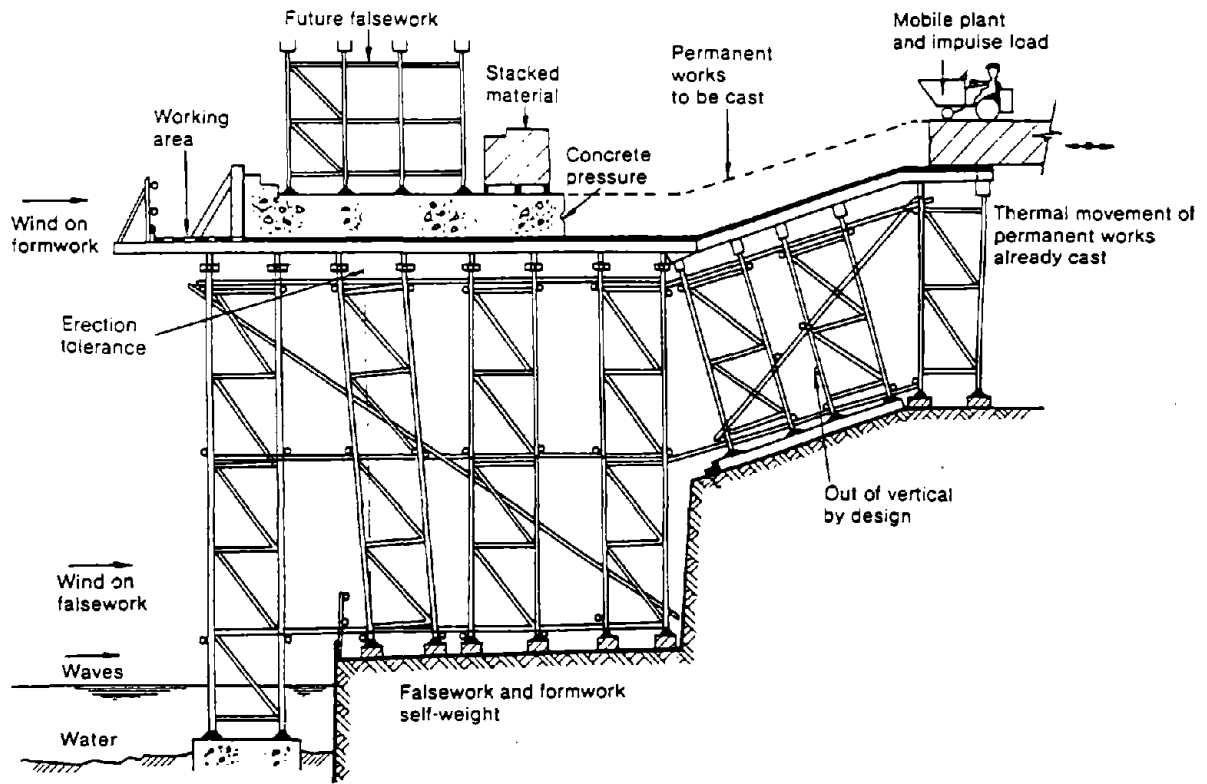 Future falsework
Mobile plant
and impulse load
Stacked
material
Permanent
works
to be cast
Working
area
Concrete
pressure
Wind on
formwork
Thermal movement of
permanent works
already cast
Erection
tolerance
Out of vertical
by design
Wind on
falsework
Waves
Falsework and formwork
self-weight
Water